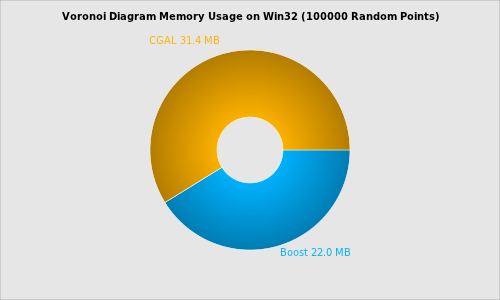 Voronoi Diagram Memory Usage on Win32 (100000 Random Points)
CGAL 31.4 MB
Boost 22.0 MB